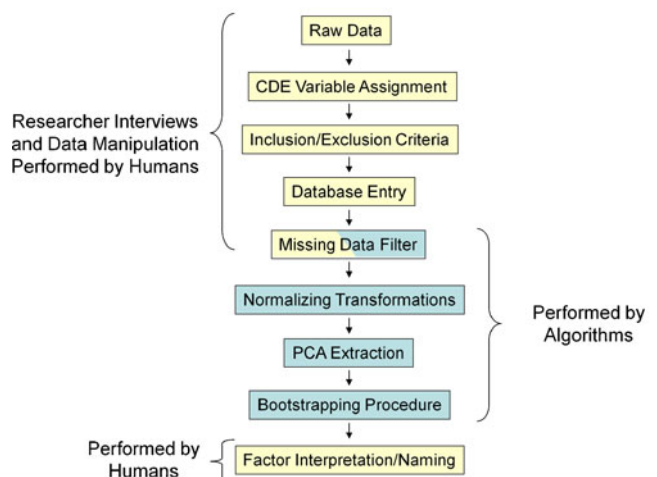 Raw Data
CDE Variable Assignment
Researcher Interviews
and Data Manipulation
Performed by Humans
Inclusion/Exclusion Criteria
Database Entry
Missing Data Filter
Normalizing Transformations
PCA Extraction
Bootstrapping Procedure
Performed by
Algorithms
Performed by
Humans
Factor Interpretation/Naming